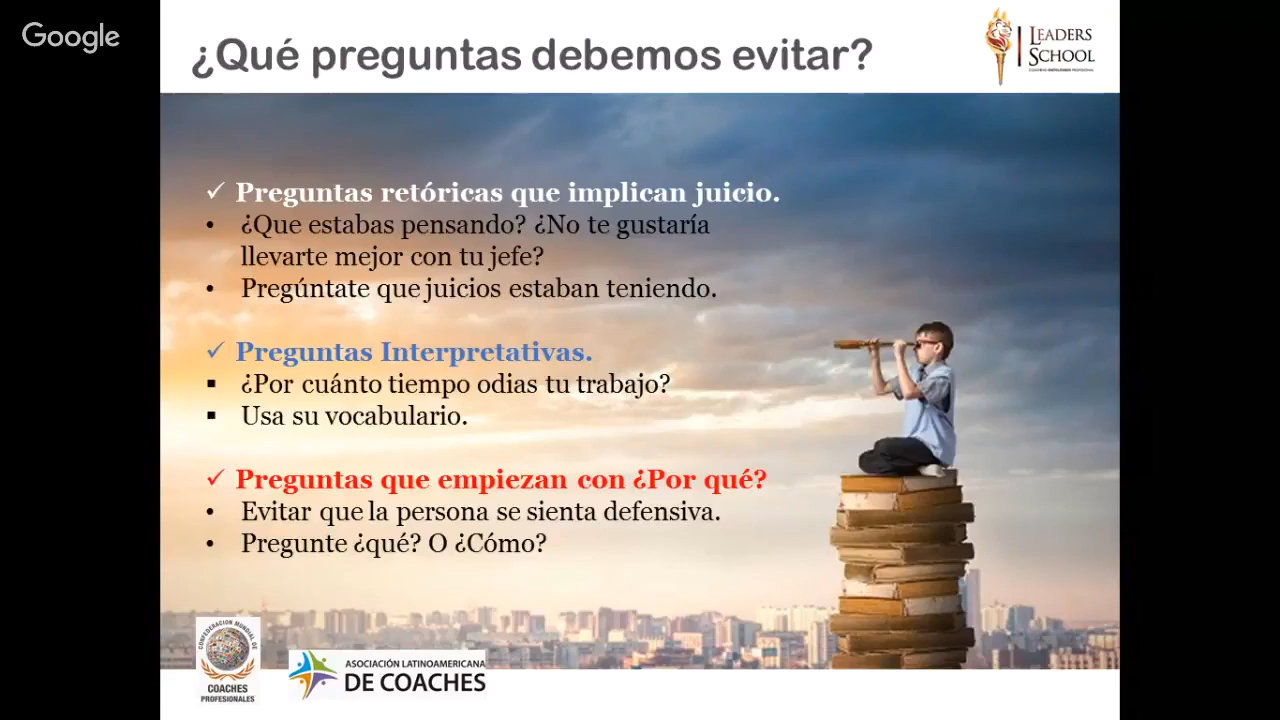 Google
¿Qué preguntas debemos evitar?
LEADERS
SCHOOL
✓ Preguntas retóricas que implican juicio.
• ¿Que estabas pensando? ¿No te gustaría
llevarte mejor con tu jefe?
• Pregúntate que juicios estaban teniendo.
✓ Preguntas Interpretativas.
▪ ¿Por cuánto tiempo odias tu trabajo?
▪ Usa su vocabulario.
✓ Preguntas que empiezan con ¿Por qué?
• Evitar que la persona se sienta defensiva.
• Pregunte ¿qué? O ¿Cómo?
CONFEDERACION MUNDIAL DE
COACHES
PROFESIONALES
ASOCIACIÓN LATINOAMERICANA
DE COACHES